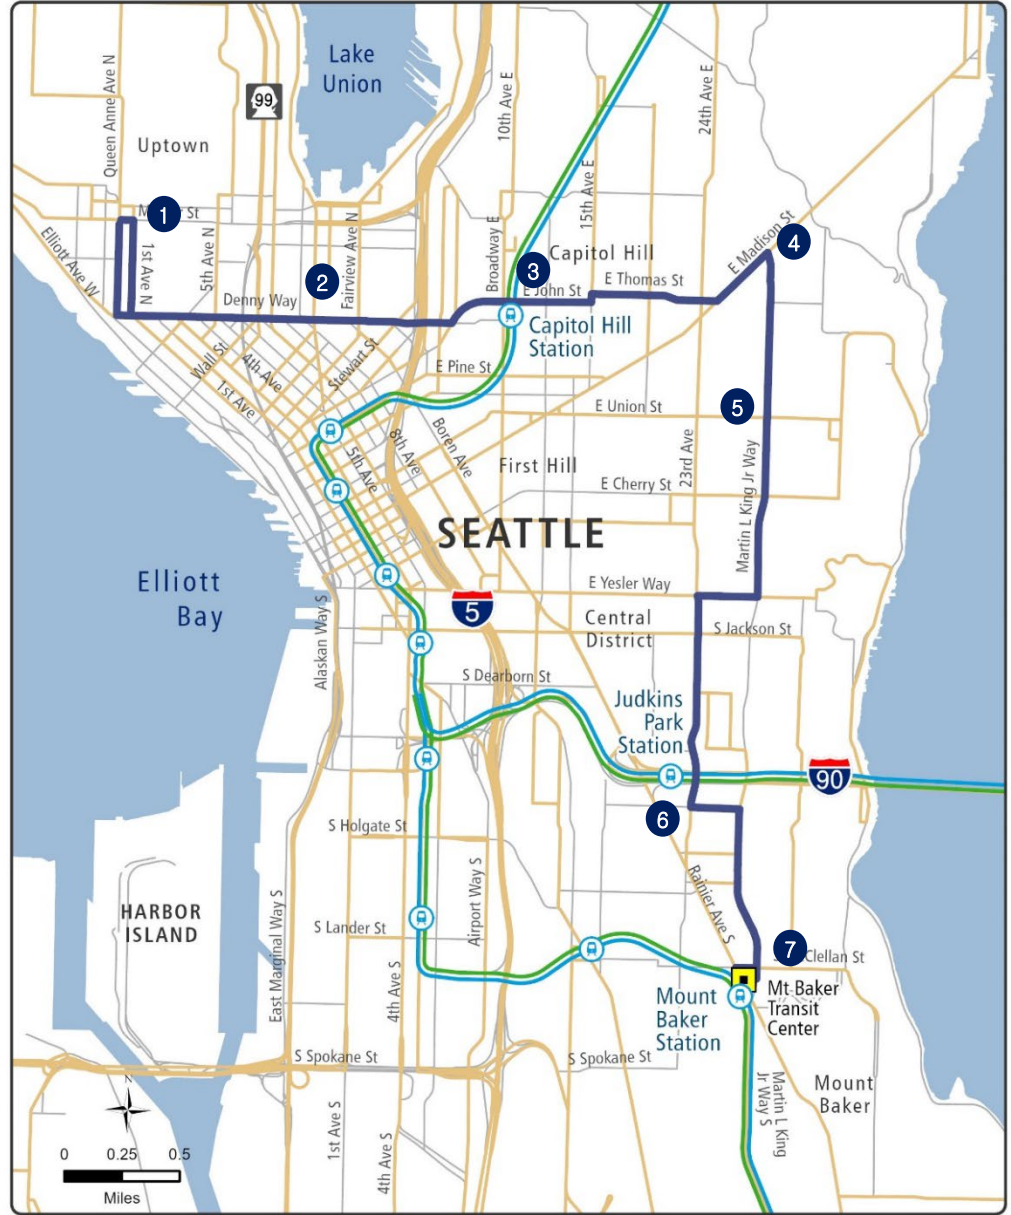 Lake
Union
99
Queen Anne Ave N
Uptown
10th Ave E
24th Ave E
15th Ave E
1
St
Elliott Ave W
1st Ave N
5th Ave N
Fairview Ave N
Broadway E
Capitol Hill
E Madison St
4
2
3
E John St
E Thomas St
Denny Way
Capitol Hill
Station
Wall St
4th Ave
Stewart St
1st Ave
E Pine St
E Union St
5
5th Ave
8th Ave
Boren Ave
First Hill
23rd Ave
Martin L King Jr Way
E Cherry St
SEATTLE
Elliott
Bay
5
E Yesler Way
Central
District
S Jackson St
Alaskan Way S
S Dearborn St
Judkins
Park
Station
90
6
S Holgate St
Rainier Ave S
HARBOR
ISLAND
East Marginal Way S
S Lander St
Airport Way S
4th Ave S
7
Clellan St
Mount
Baker
Station
Mt Baker
Transit
Center
S Spokane St
S Spokane St
Martin L King
Jr Way S
Mount
Baker
N
1st Ave S
4th Ave S
0 0.25 0.5
Miles